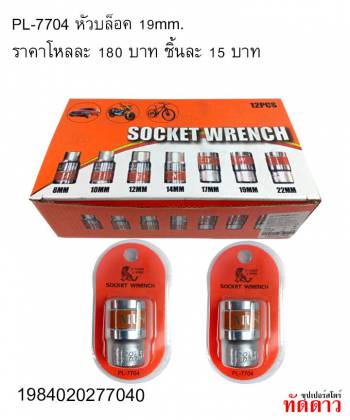 PL-7704 หัวบล็อค 19mm.
ราคาโหลละ 180 บาท ชิ้นละ 15 บาท
12PCS
SOCKET WRENCH
8MM 10MM 12MM 14MM 17MM 19MM 22MM
SOCKET WRENCH SOCKET WRENCH
PL-7704 PL-7704
1984020277040
ซุปเปอร์สโตร์
ทัดดาว